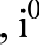 , i⁰